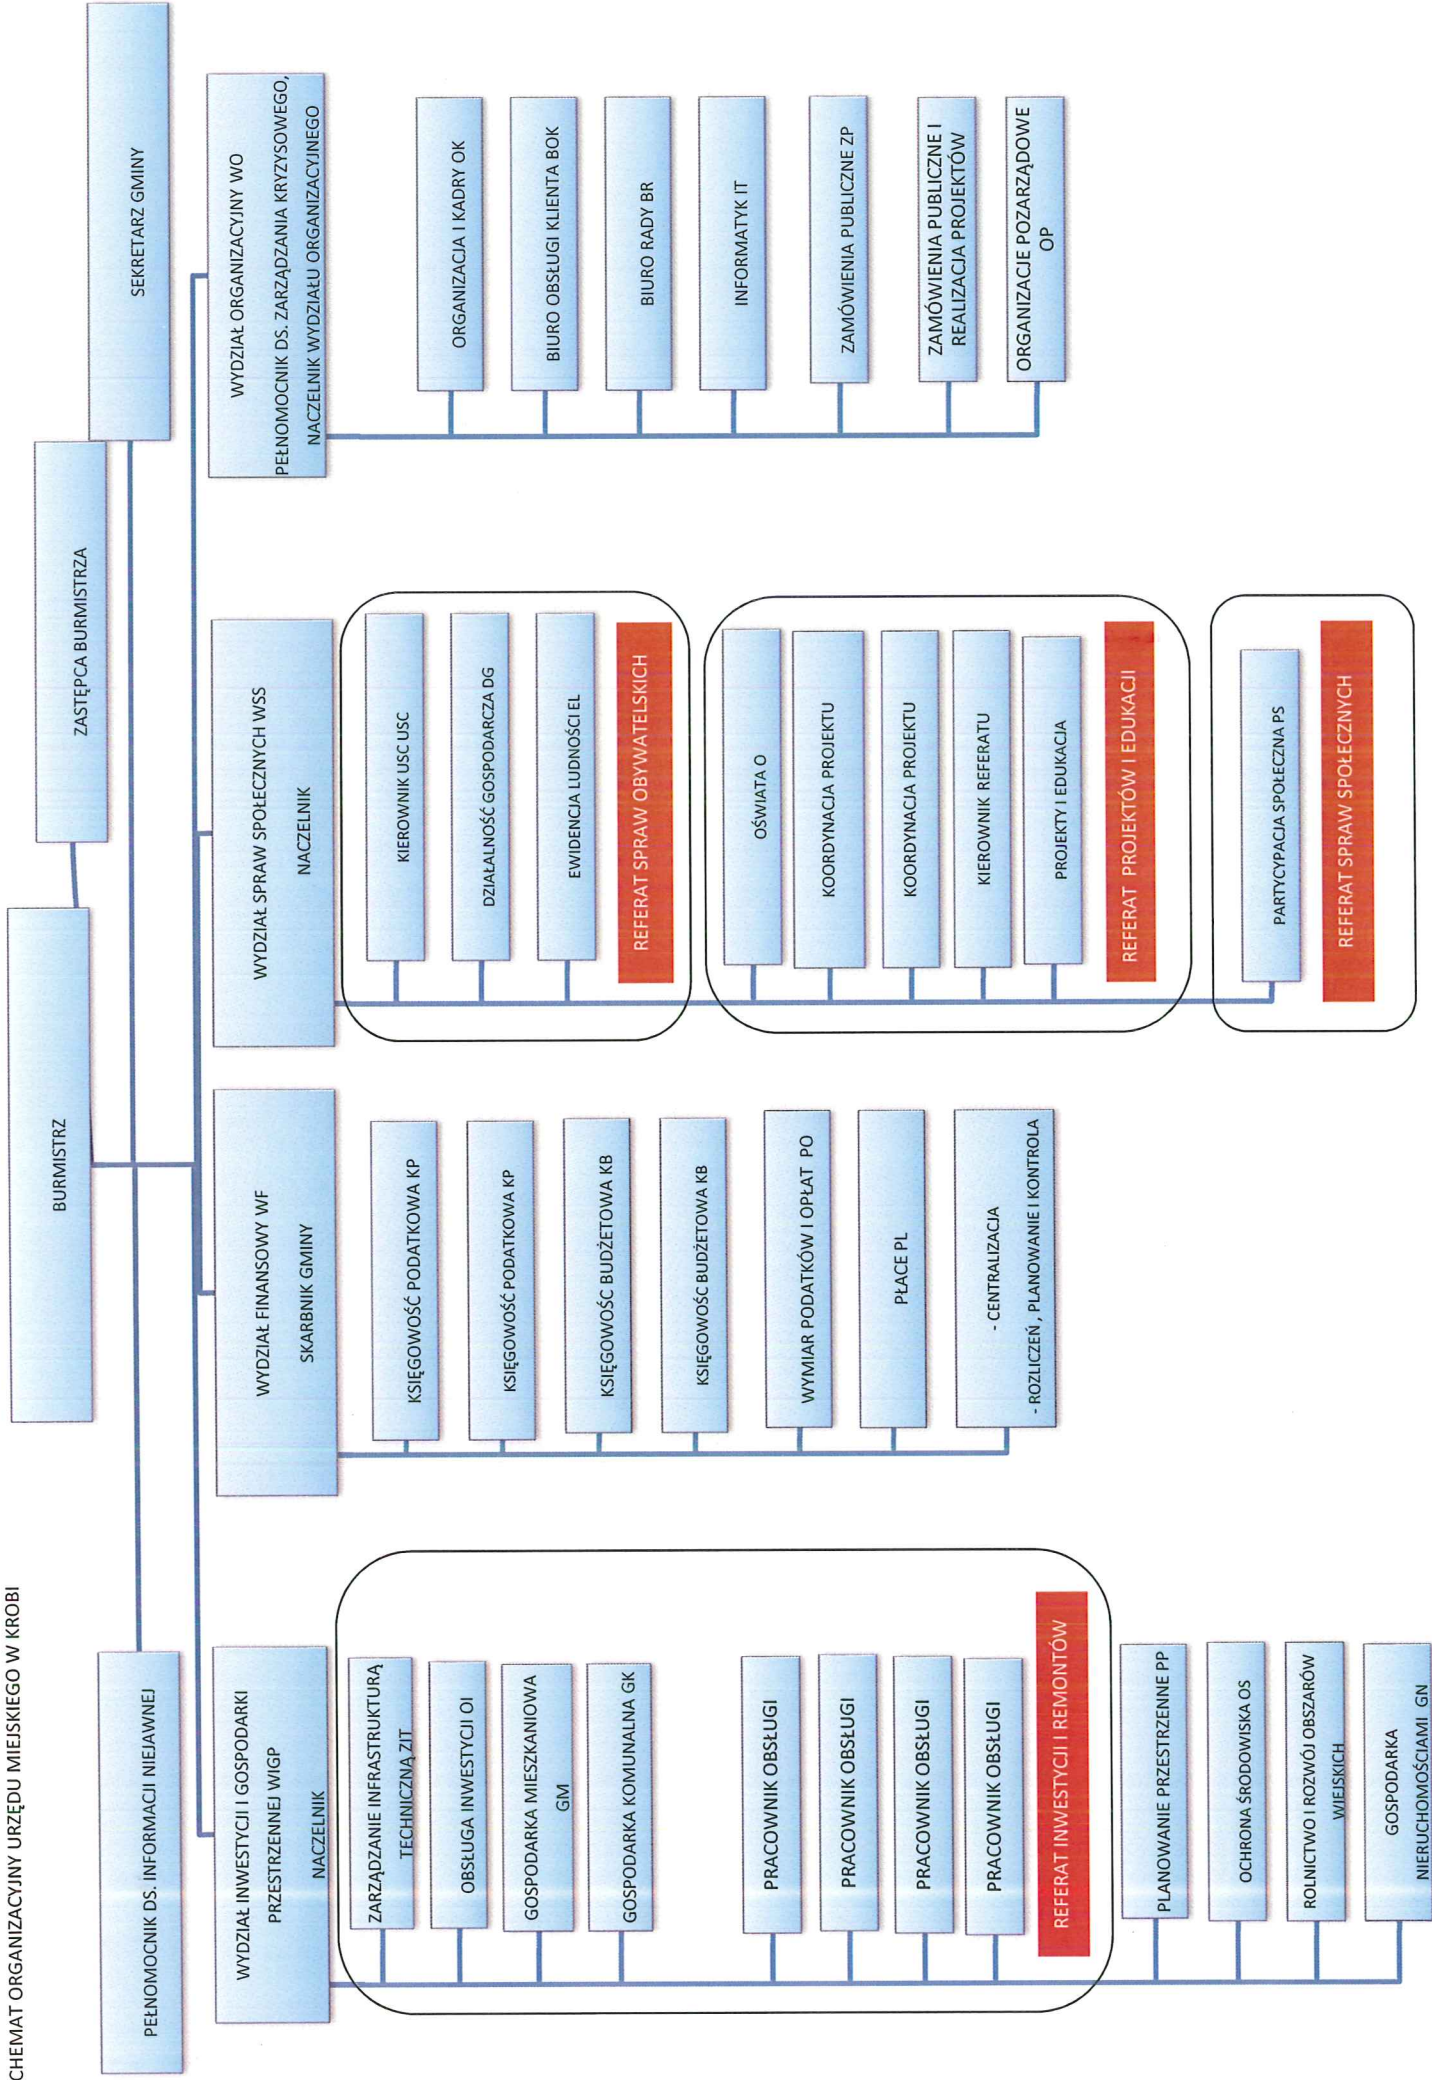 CHEMAT ORGANIZACYJNY URZĘDU MIEJSKIEGO W KROBI
BURMISTRZ
ZASTĘPCA BURMISTRZA
PEŁNOMOCNIK DS. INFORMACJI NIEJAWNEJ
SEKRETARZ GMINY
WYDZIAŁ INWESTYCJI I GOSPODARKI
PRZESTRZENNEJ WIGP
NACZELNIK
ZARZĄDZANIE INFRASTRUKTURĄ
TECHNICZNĄ ZIT
OBSŁUGA INWESTYCJI OI
GOSPODARKA MIESZKANIOWA
GM
GOSPODARKA KOMUNALNA GK
PRACOWNIK OBSŁUGI
PRACOWNIK OBSŁUGI
PRACOWNIK OBSŁUGI
PRACOWNIK OBSŁUGI
REFERAT INWESTYCJI I REMONTÓW
PLANOWANIE PRZESTRZENNE PP
OCHRONA ŚRODOWISKA OS
ROLNICTWO I ROZWÓJ OBSZARÓW
WIEJSKICH
GOSPODARKA
NIERUCHOMOŚCIAMI GN
WYDZIAŁ FINANSOWY WF
SKARBNIK GMINY
KSIĘGOWOŚĆ PODATKOWA KP
KSIĘGOWOŚĆ PODATKOWA KP
KSIĘGOWOŚC BUDŻETOWA KB
KSIĘGOWOŚC BUDŻETOWA KB
WYMIAR PODATKÓW I OPŁAT PO
PŁACE PL
- CENTRALIZACJA
- ROZLICZEŃ , PLANOWANIE I KONTROLA
WYDZIAŁ SPRAW SPOŁECZNYCH WSS
NACZELNIK
KIEROWNIK USC USC
DZIAŁALNOŚĆ GOSPODARCZA DG
EWIDENCJA LUDNOŚCI EL
REFERAT SPRAW OBYWATELSKICH
OŚWIATA O
KOORDYNACJA PROJEKTU
KOORDYNACJA PROJEKTU
KIEROWNIK REFERATU
PROJEKTY I EDUKACJA
REFERAT PROJEKTÓW I EDUKACJI
PARTYCYPACJA SPOŁECZNA PS
REFERAT SPRAW SPOŁECZNYCH
WYDZIAŁ ORGANIZACYJNY WO
PEŁNOMOCNIK DS. ZARZĄDZANIA KRYZYSOWEGO,
NACZELNIK WYDZIAŁU ORGANIZACYJNEGO
ORGANIZACJA I KADRY OK
BIURO OBSŁUGI KLIENTA BOK
BIURO RADY BR
INFORMATYK IT
ZAMÓWIENIA PUBLICZNE ZP
ZAMÓWIENIA PUBLICZNE I
REALIZACJA PROJEKTÓW
ORGANIZACJE POZARZĄDOWE
OP